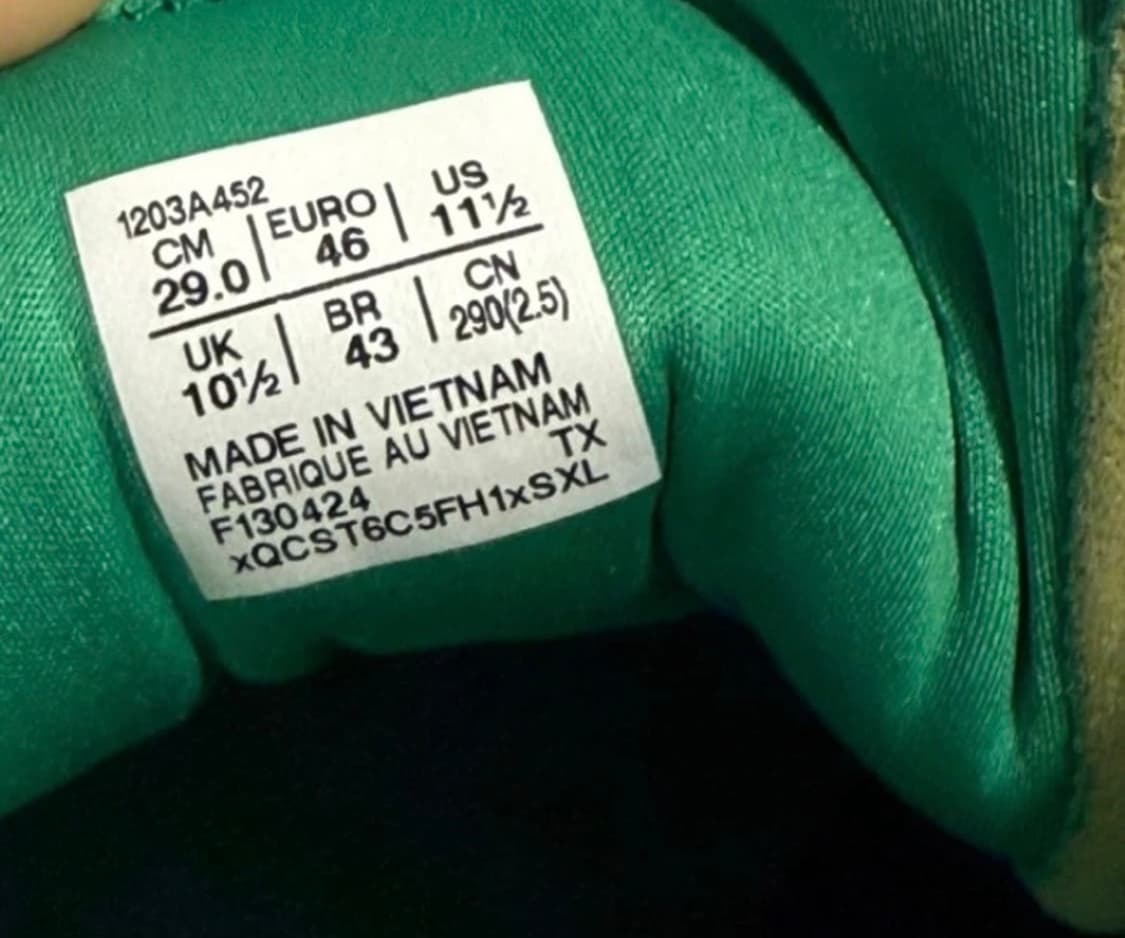 1203A452
CM | EURO | US
29.0 | 46 | 11½
UK | BR | CN
10½ | 43 | 290(2.5)
MADE IN VIETNAM
FABRIQUE AU VIETNAM
TX
F130424
xQCST6C5FH1xSXL